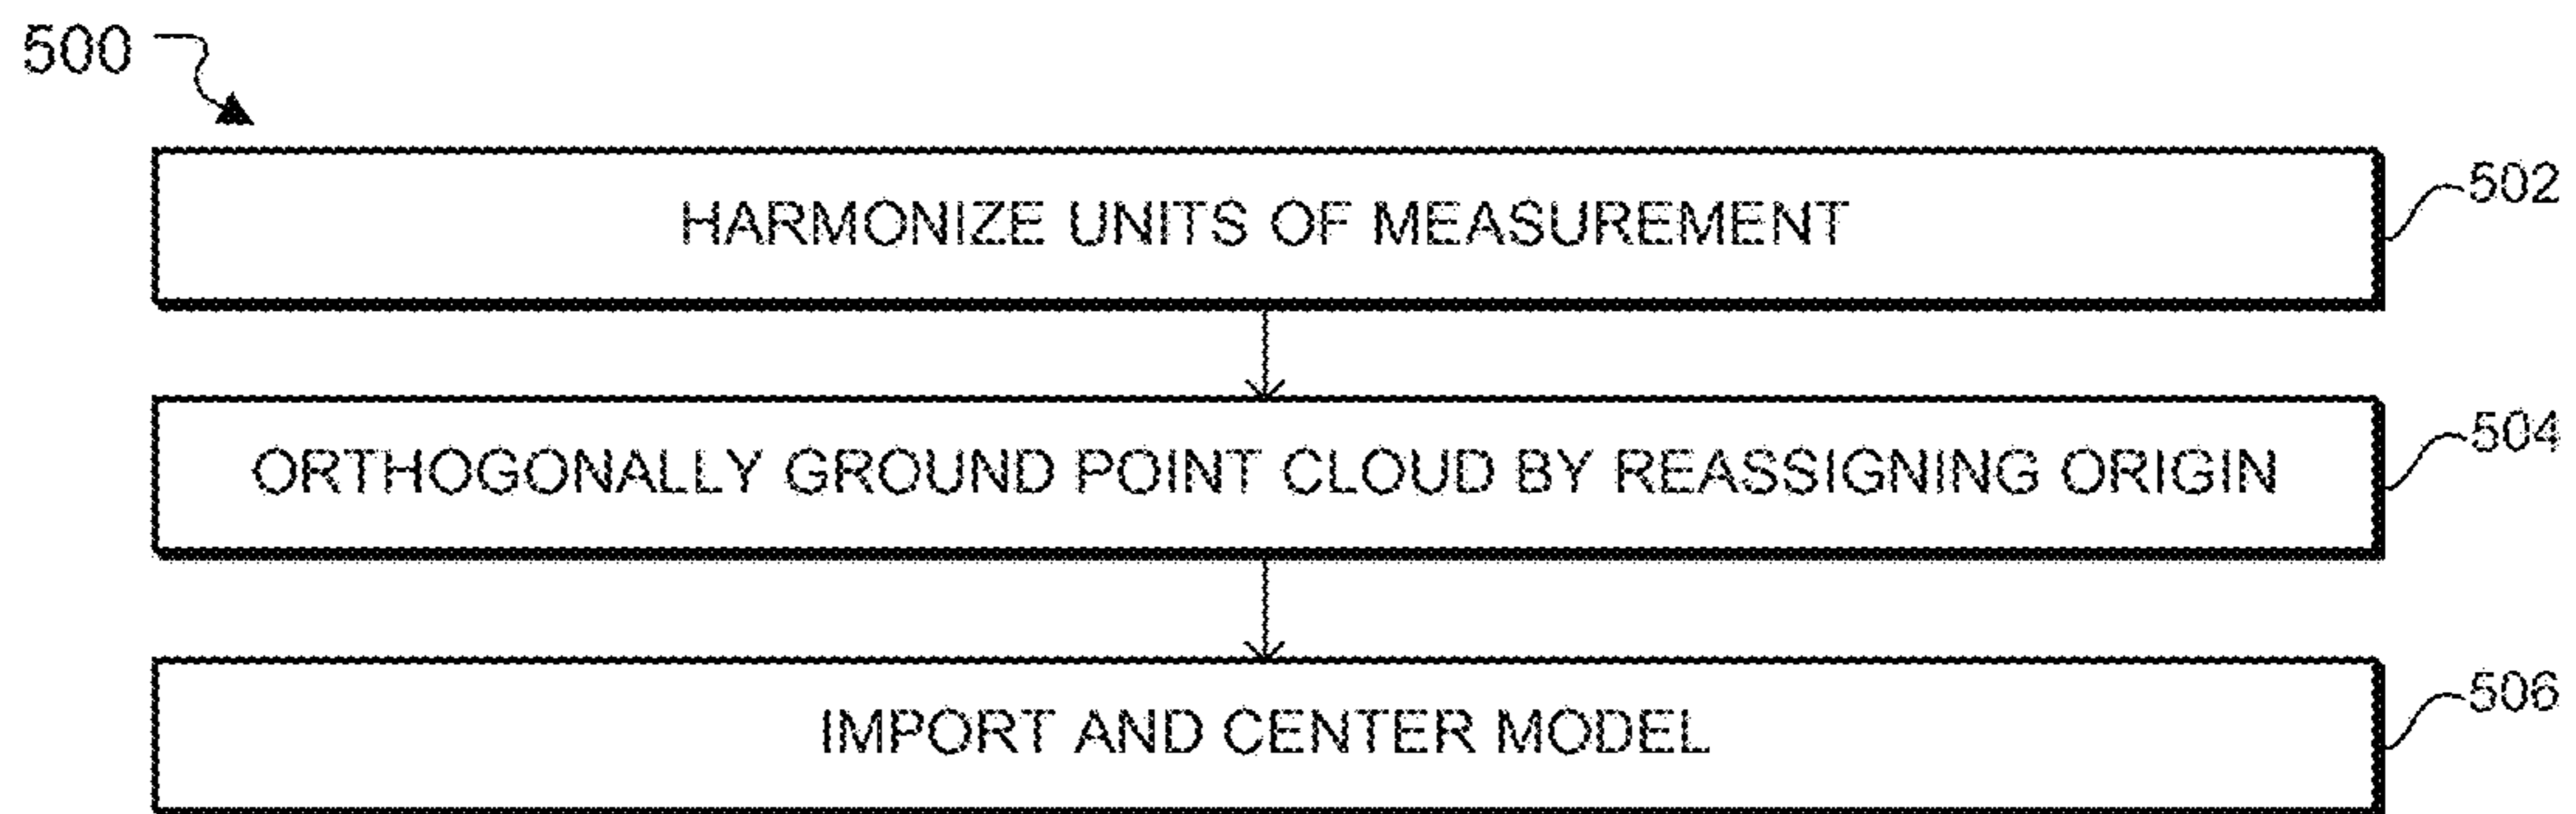 500
HARMONIZE UNITS OF MEASUREMENT
502
ORTHOGONALLY GROUND POINT CLOUD BY REASSIGNING ORIGIN
504
IMPORT AND CENTER MODEL
506